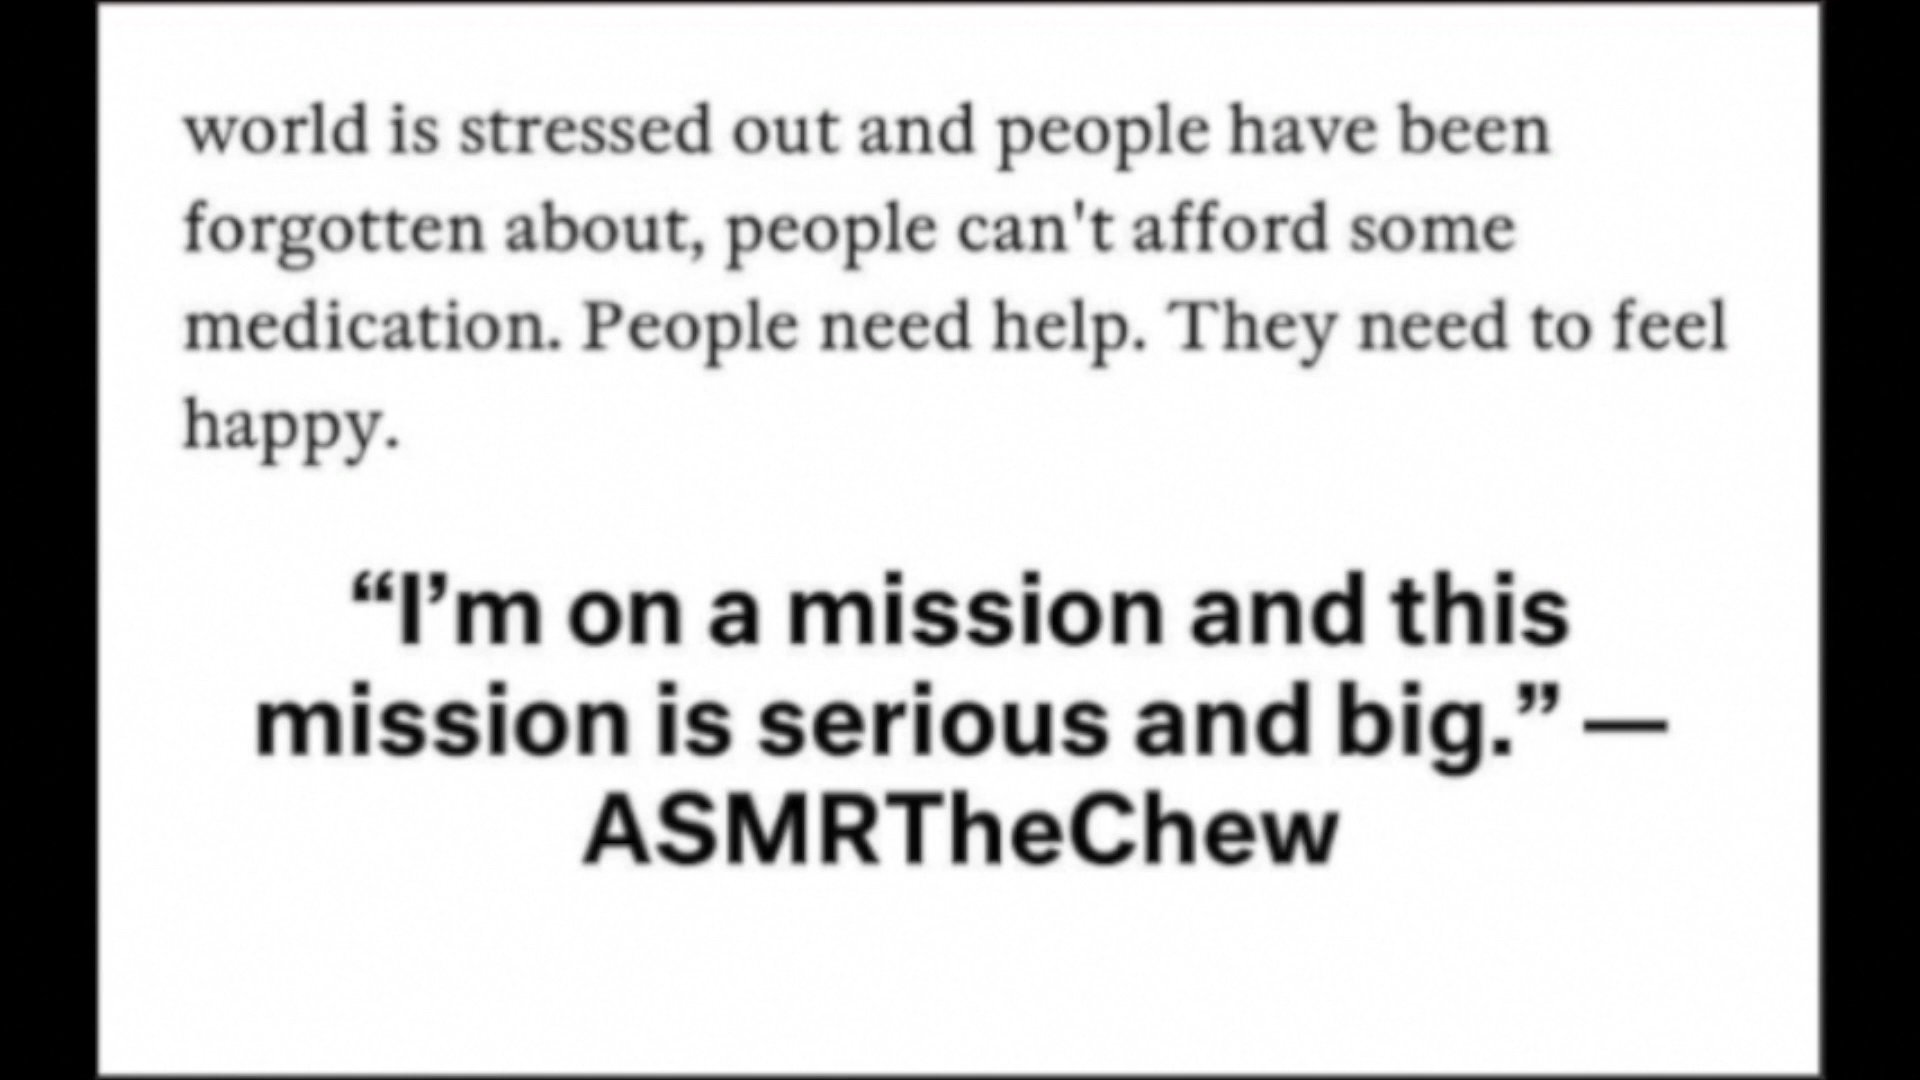 world is stressed out and people have been
forgotten about, people can't afford some
medication. People need help. They need to feel
happy.
“I’m on a mission and this
mission is serious and big.” —
ASMRTheChew